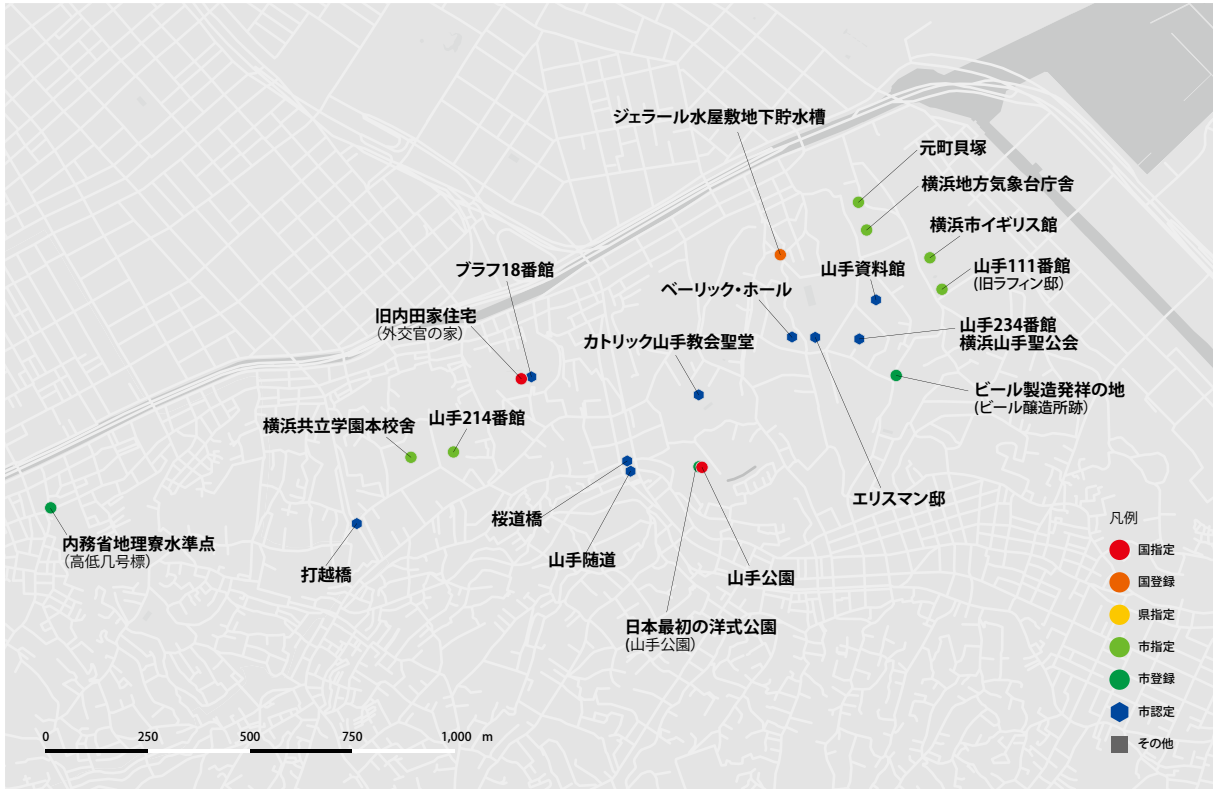 ジェラール水屋敷地下貯水槽
元町貝塚
横浜地方気象台庁舎
横浜市イギリス館
山手111番館
(旧ラフィン邸)
山手資料館
ブラフ18番館
ベーリック・ホール
旧内田家住宅
(外交官の家)
カトリック山手教会聖堂
山手234番館
横浜山手聖公会
ビール製造発祥の地
(ビール醸造所跡)
横浜共立学園本校舎
山手214番館
エリスマン邸
桜道橋
内務省地理寮水準点
(高低几号標)
打越橋
山手随道
山手公園
日本最初の洋式公園
(山手公園)
凡例
国指定
国登録
県指定
市指定
市登録
市認定
その他
0 250 500 750 1,000 m